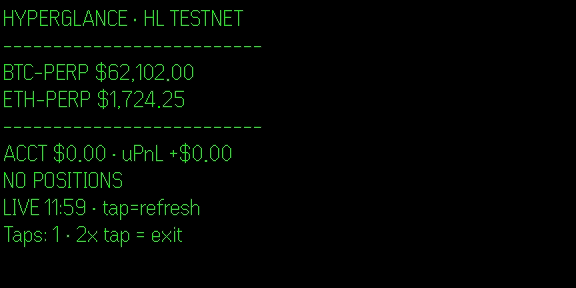 HYPERGLANCE · HL TESTNET
--------------------------
BTC-PERP $62,102.00
ETH-PERP $1,724.25
--------------------------
ACCT $0.00 · uPnL +$0.00
NO POSITIONS
LIVE 11:59 · tap=refresh
Taps: 1 · 2x tap = exit